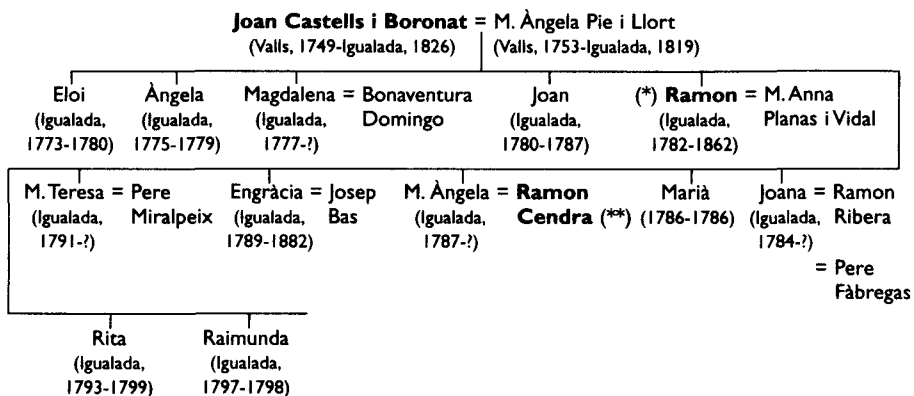 Joan Castells i Boronat = M. Àngela Pie i Llort
(Valls, 1749-Igualada, 1826) (Valls, 1753-Igualada, 1819)
Eloi Àngela Magdalena = Bonaventura Joan (*) Ramon = M. Anna
(Igualada, (Igualada, (Igualada, Domingo (Igualada, (Igualada, Planas i Vidal
1773-1780) 1775-1779) 1777-?) 1780-1787) 1782-1862)
M. Teresa = Pere Engràcia = Josep M. Àngela = Ramon Marià Joana = Ramon
(Igualada, Miralpeix (Igualada, Bas (Igualada, Cendra (**) (1786-1786) (Igualada, Ribera
1791-?) 1789-1882) 1787-?) 1784-?)
= Pere
Fàbregas
Rita Raimunda
(Igualada, (Igualada,
1793-1799) 1797-1798)